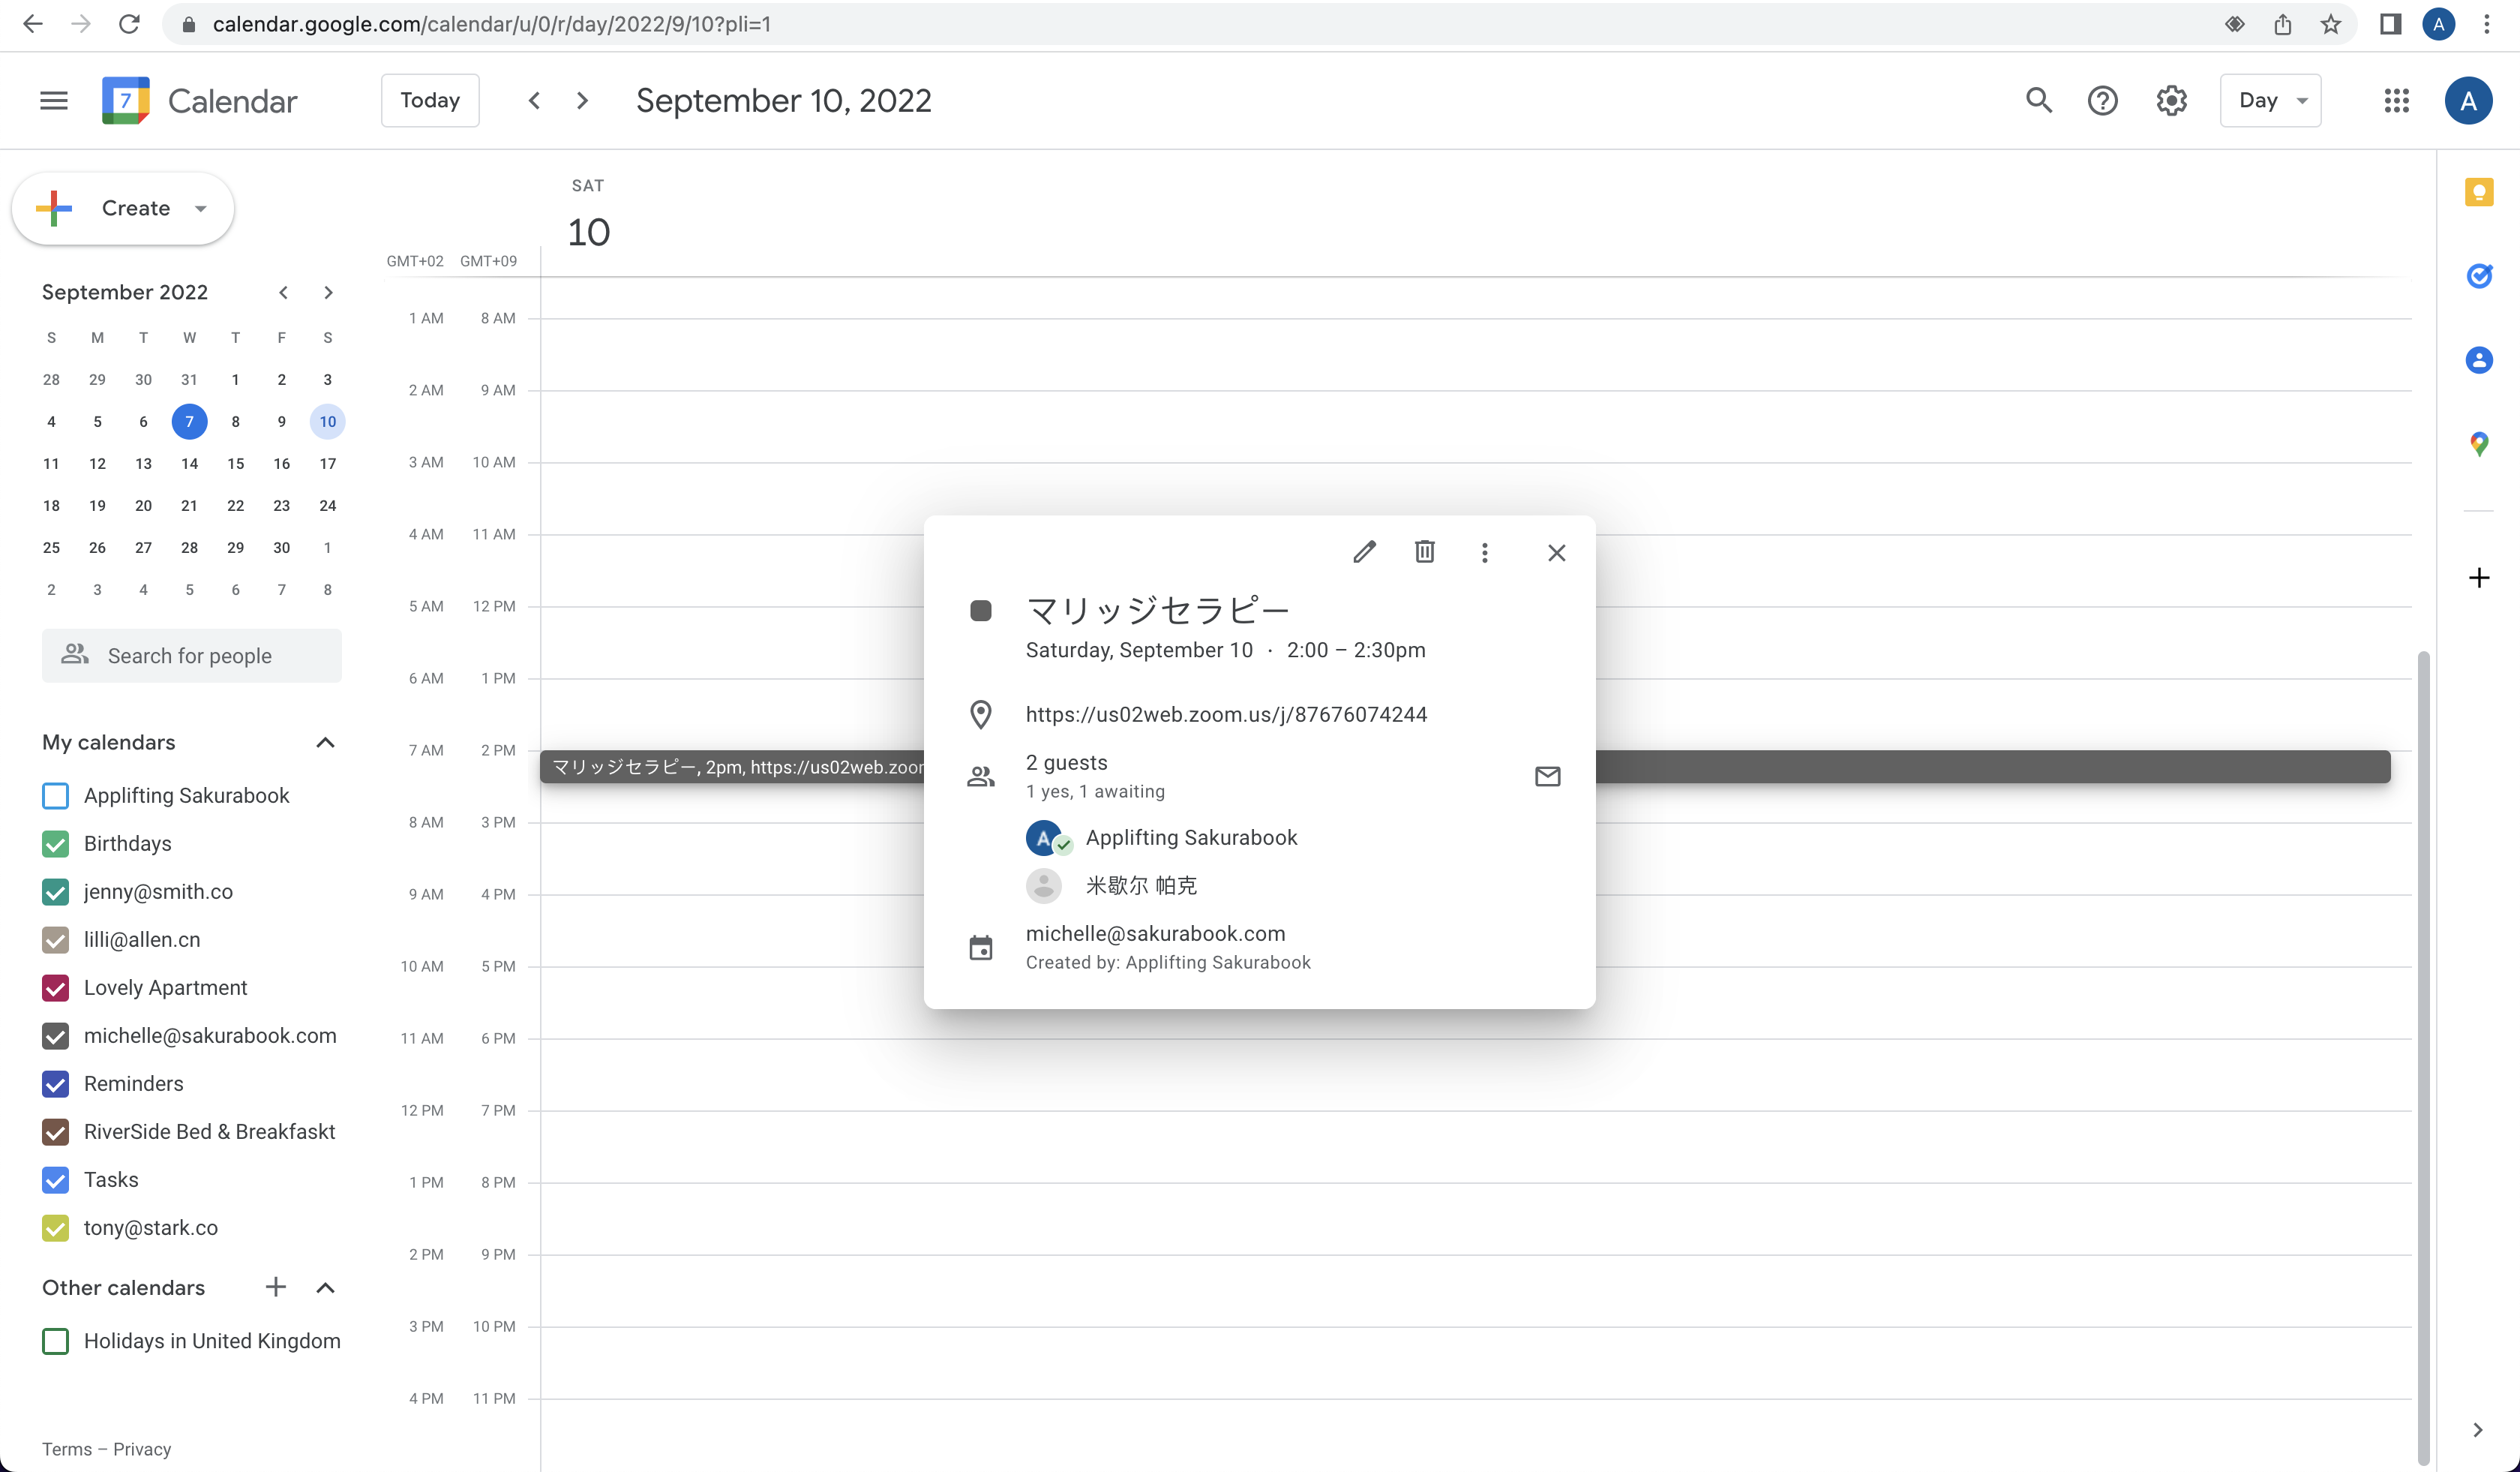 calendar.google.com/calendar/u/0/r/day/2022/9/10?pli=1
A
7
Calendar
Today
September 10, 2022
Day
A
Create
September 2022
S M T W T F S
28 29 30 31 1 2 3
4 5 6 7 8 9 10
11 12 13 14 15 16 17
18 19 20 21 22 23 24
25 26 27 28 29 30 1
2 3 4 5 6 7 8
Search for people
My calendars
Applifting Sakurabook
Birthdays
jenny@smith.co
lilli@allen.cn
Lovely Apartment
michelle@sakurabook.com
Reminders
RiverSide Bed & Breakfaskt
Tasks
tony@stark.co
Other calendars
Holidays in United Kingdom
Terms – Privacy
SAT
10
GMT+02 GMT+09
1 AM 8 AM
2 AM 9 AM
3 AM 10 AM
4 AM 11 AM
5 AM 12 PM
6 AM 1 PM
7 AM 2 PM
8 AM 3 PM
9 AM 4 PM
10 AM 5 PM
11 AM 6 PM
12 PM 7 PM
1 PM 8 PM
2 PM 9 PM
3 PM 10 PM
4 PM 11 PM
マリッジセラピー, 2pm, https://us02web.zoom
マリッジセラピー
Saturday, September 10 · 2:00 – 2:30pm
https://us02web.zoom.us/j/87676074244
2 guests
1 yes, 1 awaiting
A
Applifting Sakurabook
米歇尔 帕克
michelle@sakurabook.com
Created by: Applifting Sakurabook